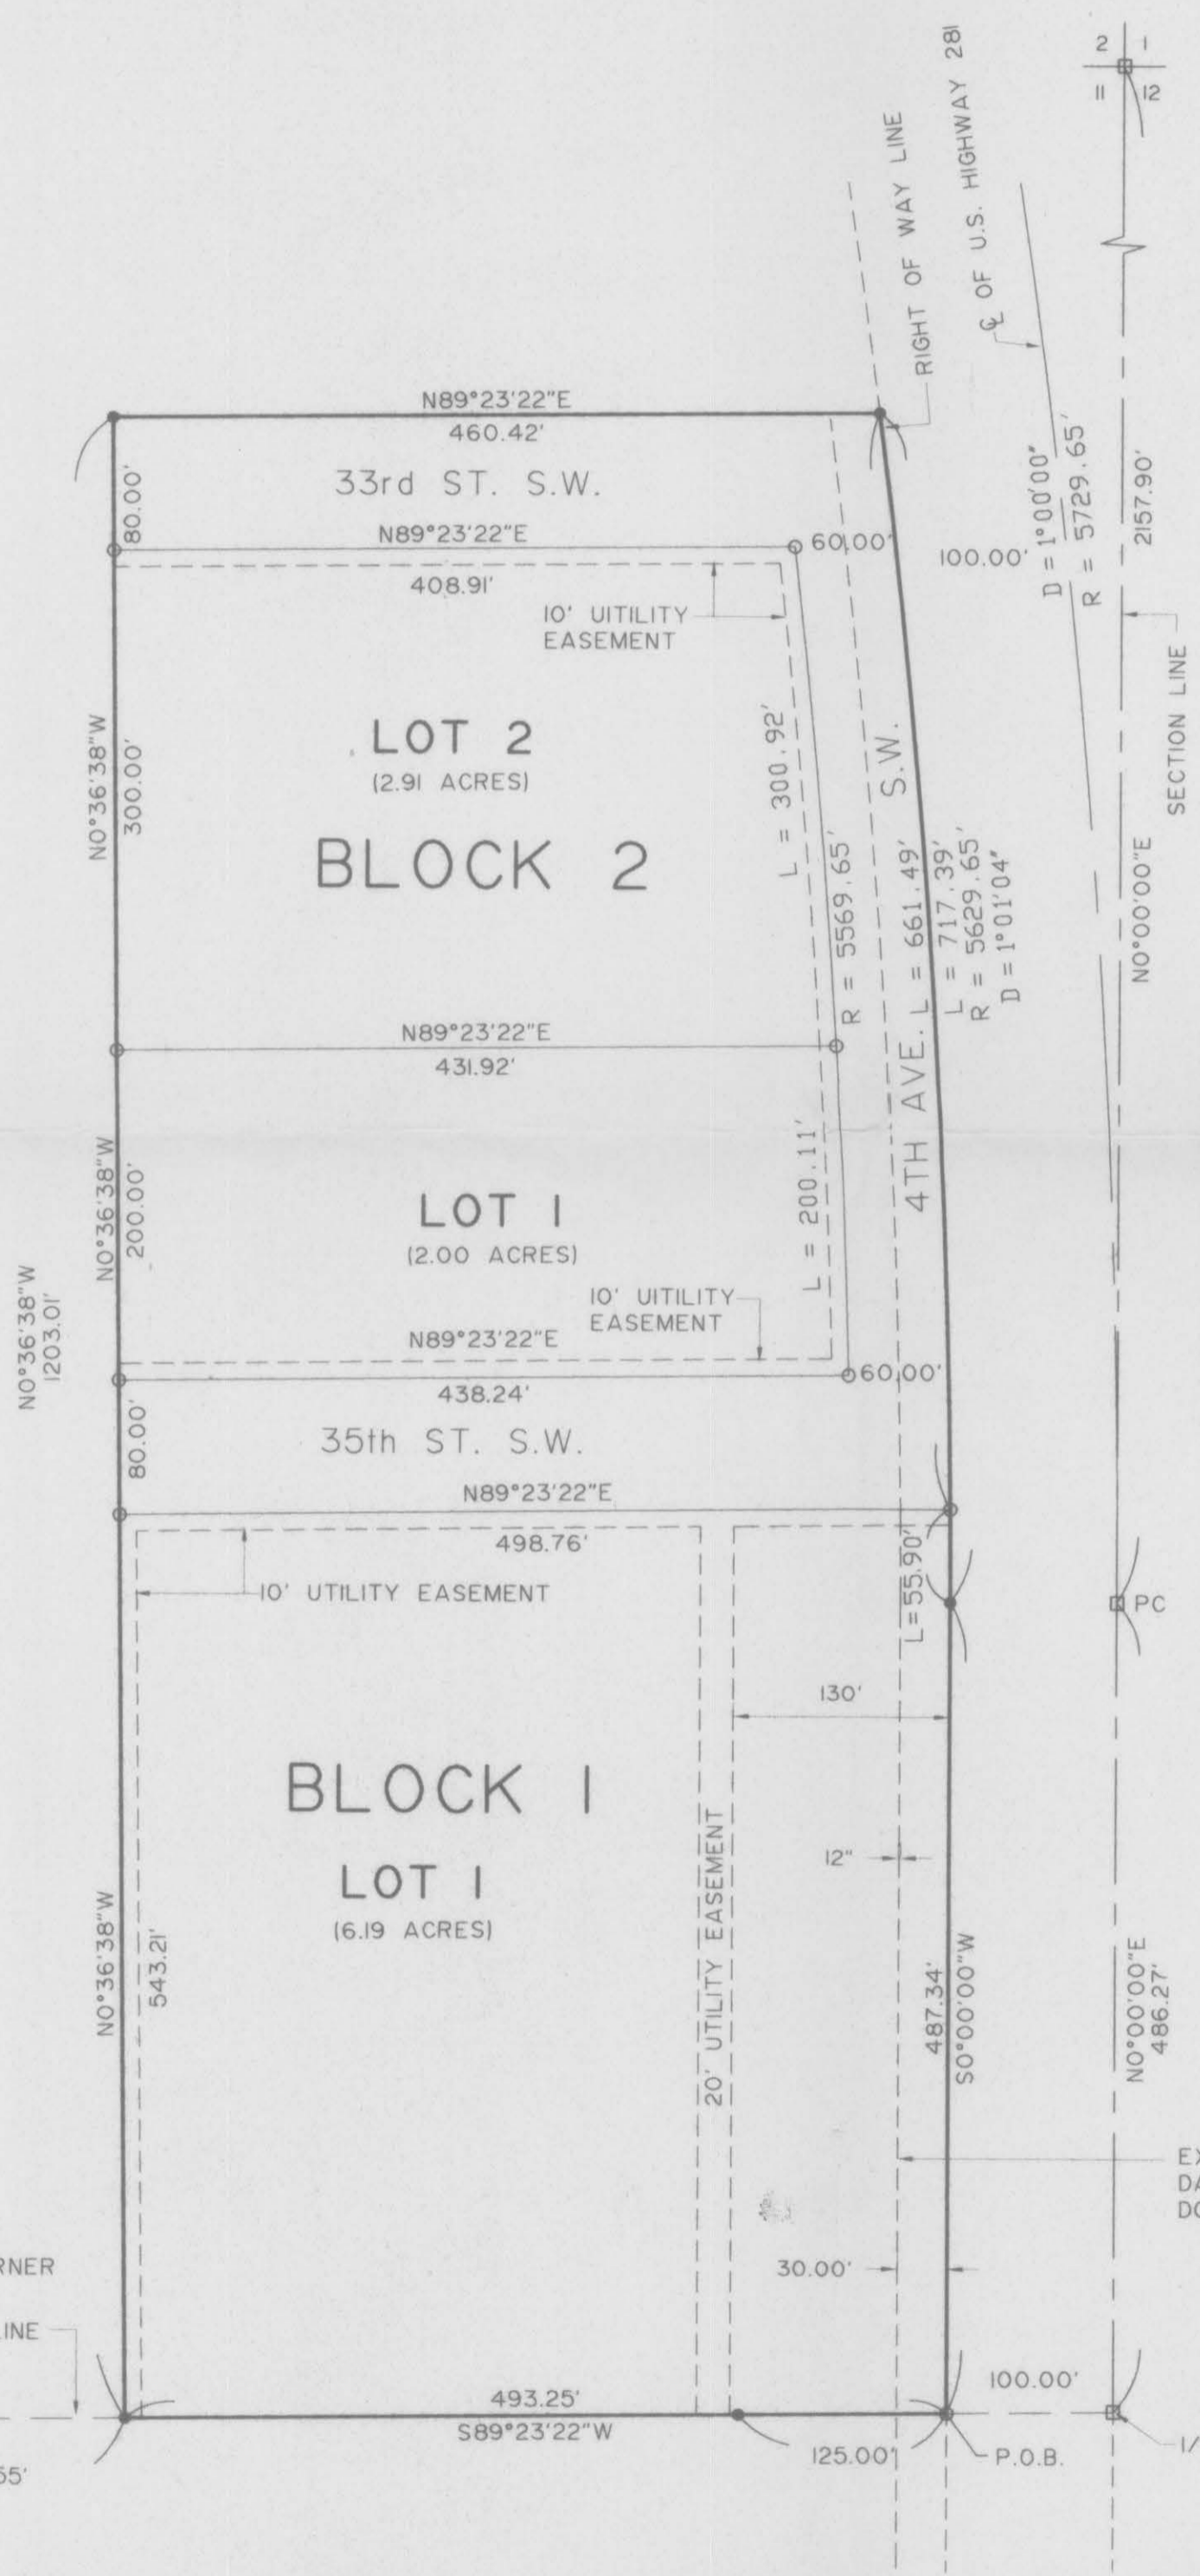 2 1
11 12
RIGHT OF WAY LINE
℄ OF U.S. HIGHWAY 281
N89°23'22"E
460.42'
80.00'
33rd ST. S.W.
N89°23'22"E
60.00'
100.00'
408.91'
10' UITILITY
EASEMENT
D = 1°00'00"
R = 5729.65'
2157.90'
SECTION LINE
N0°00'00"E
N0°36'38"W
300.00'
LOT 2
(2.91 ACRES)
BLOCK 2
L = 300.92'
R = 5569.65'
4TH AVE. S.W.
L = 661.49'
L = 717.39'
R = 5629.65'
D = 1°01'04"
N89°23'22"E
431.92'
N0°36'38"W
200.00'
N0°36'38"W
1203.01'
LOT 1
(2.00 ACRES)
L = 200.11'
10' UITILITY
EASEMENT
N89°23'22"E
60.00'
438.24'
80.00'
35th ST. S.W.
N89°23'22"E
498.76'
L=55.90'
10' UTILITY EASEMENT
PC
130'
BLOCK 1
LOT 1
(6.19 ACRES)
20' UTILITY EASEMENT
12"
N0°36'38"W
543.21'
487.34'
S0°00'00"W
N0°00'00"E
486.27'
EX
DA
DO
30.00'
RNER
INE
493.25'
S89°23'22"W
100.00'
125.00'
P.O.B.
1/
55'